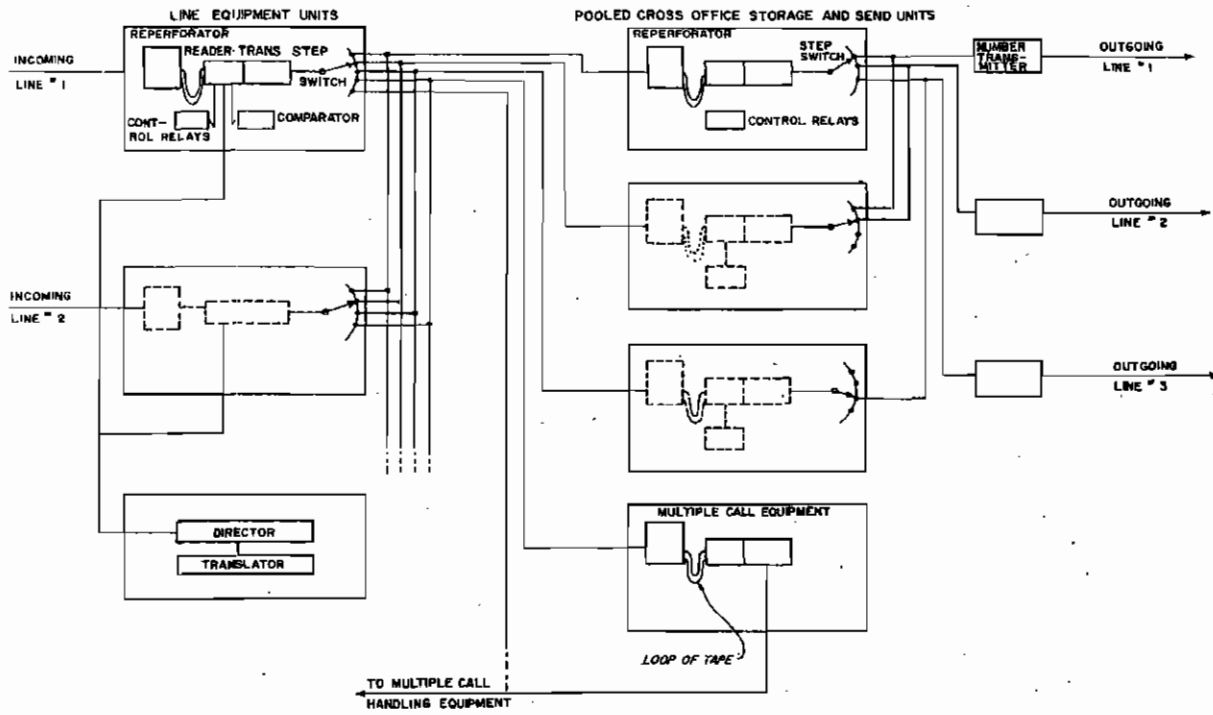 LINE EQUIPMENT UNITS
POOLED CROSS OFFICE STORAGE AND SEND UNITS
REPERFORATOR
READER-TRANS STEP
SWITCH
CONT-
ROL RELAYS
COMPARATOR
INCOMING
LINE #1
REPERFORATOR
STEP
SWITCH
CONTROL RELAYS
NUMBER
TRANS-
MITTER
OUTGOING
LINE #1
OUTGOING
LINE #2
INCOMING
LINE #2
OUTGOING
LINE #3
DIRECTOR
TRANSLATOR
MULTIPLE CALL EQUIPMENT
LOOP OF TAPE
TO MULTIPLE CALL
HANDLING EQUIPMENT